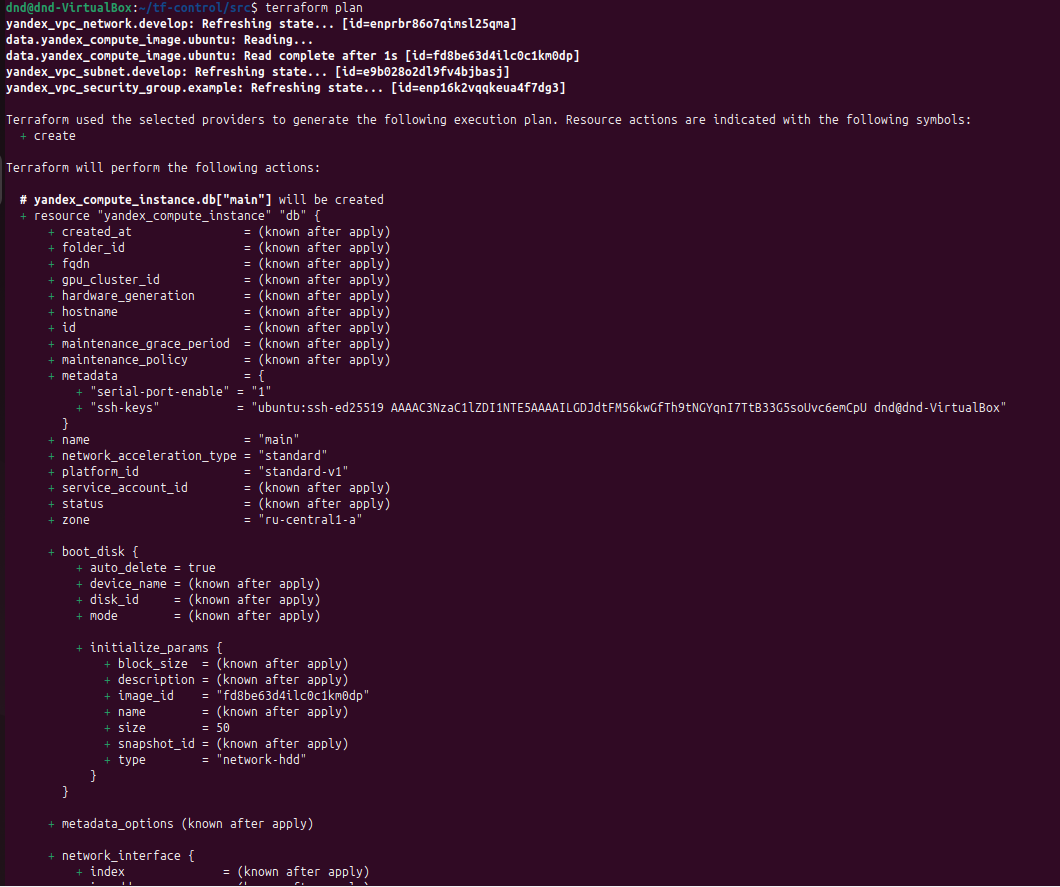 dnd@dnd-VirtualBox:~/tf-control/src$ terraform plan
yandex_vpc_network.develop: Refreshing state... [id=enprbr86o7qimsl25qma]
data.yandex_compute_image.ubuntu: Reading...
data.yandex_compute_image.ubuntu: Read complete after 1s [id=fd8be63d4ilc0c1km0dp]
yandex_vpc_subnet.develop: Refreshing state... [id=e9b028o2dl9fv4bjbasj]
yandex_vpc_security_group.example: Refreshing state... [id=enp16k2vqqkeua4f7dg3]
Terraform used the selected providers to generate the following execution plan. Resource actions are indicated with the following symbols:
+ create
Terraform will perform the following actions:
# yandex_compute_instance.db["main"] will be created
+ resource "yandex_compute_instance" "db" {
+ created_at = (known after apply)
+ folder_id = (known after apply)
+ fqdn = (known after apply)
+ gpu_cluster_id = (known after apply)
+ hardware_generation = (known after apply)
+ hostname = (known after apply)
+ id = (known after apply)
+ maintenance_grace_period = (known after apply)
+ maintenance_policy = (known after apply)
+ metadata = {
+ "serial-port-enable" = "1"
+ "ssh-keys" = "ubuntu:ssh-ed25519 AAAAC3NzaC1lZDI1NTE5AAAAILGDJdtFM56kwGfTh9tNGYqnI7TtB33G5soUvc6emCpU dnd@dnd-VirtualBox"
}
+ name = "main"
+ network_acceleration_type = "standard"
+ platform_id = "standard-v1"
+ service_account_id = (known after apply)
+ status = (known after apply)
+ zone = "ru-central1-a"
+ boot_disk {
+ auto_delete = true
+ device_name = (known after apply)
+ disk_id = (known after apply)
+ mode = (known after apply)
+ initialize_params {
+ block_size = (known after apply)
+ description = (known after apply)
+ image_id = "fd8be63d4ilc0c1km0dp"
+ name = (known after apply)
+ size = 50
+ snapshot_id = (known after apply)
+ type = "network-hdd"
}
}
+ metadata_options (known after apply)
+ network_interface {
+ index = (known after apply)